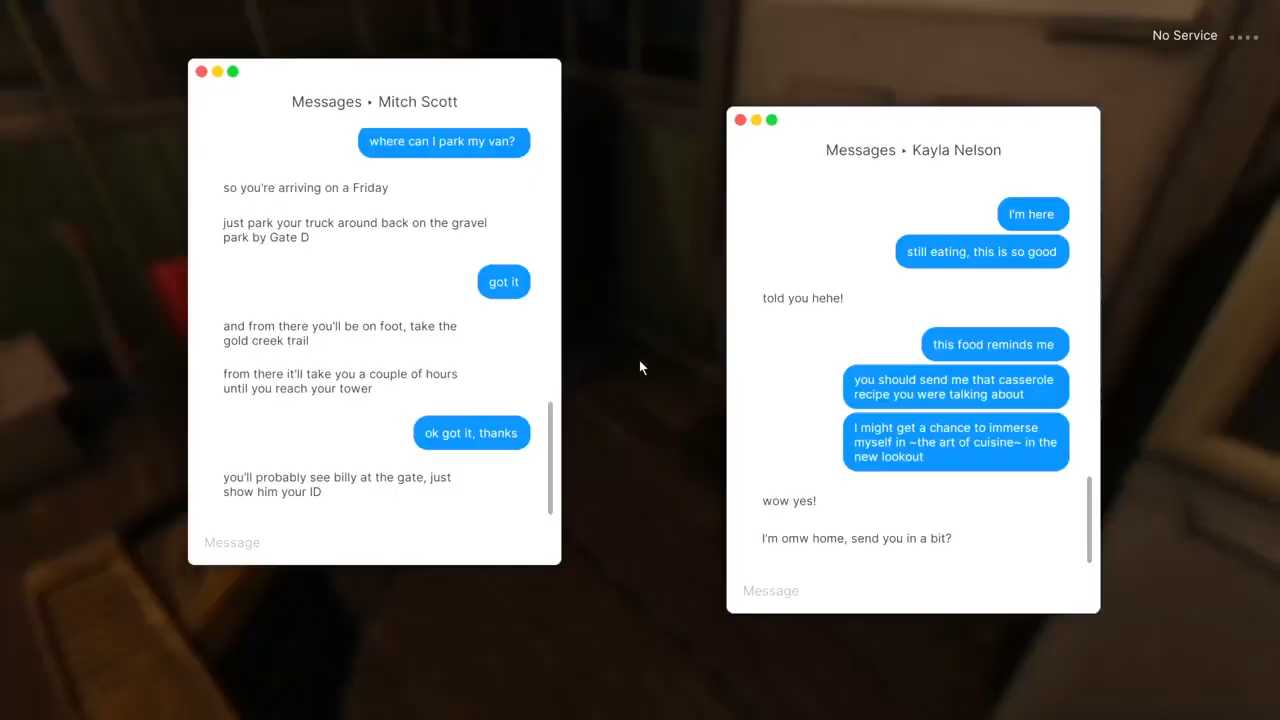 No Service
Messages ‣ Mitch Scott
where can I park my van?
so you're arriving on a Friday
just park your truck around back on the gravel
park by Gate D
got it
and from there you'll be on foot, take the
gold creek trail
from there it'll take you a couple of hours
until you reach your tower
ok got it, thanks
you'll probably see billy at the gate, just
show him your ID
Message
Messages ‣ Kayla Nelson
I'm here
still eating, this is so good
told you hehe!
this food reminds me
you should send me that casserole
recipe you were talking about
I might get a chance to immerse
myself in ~the art of cuisine~ in the
new lookout
wow yes!
I'm omw home, send you in a bit?
Message